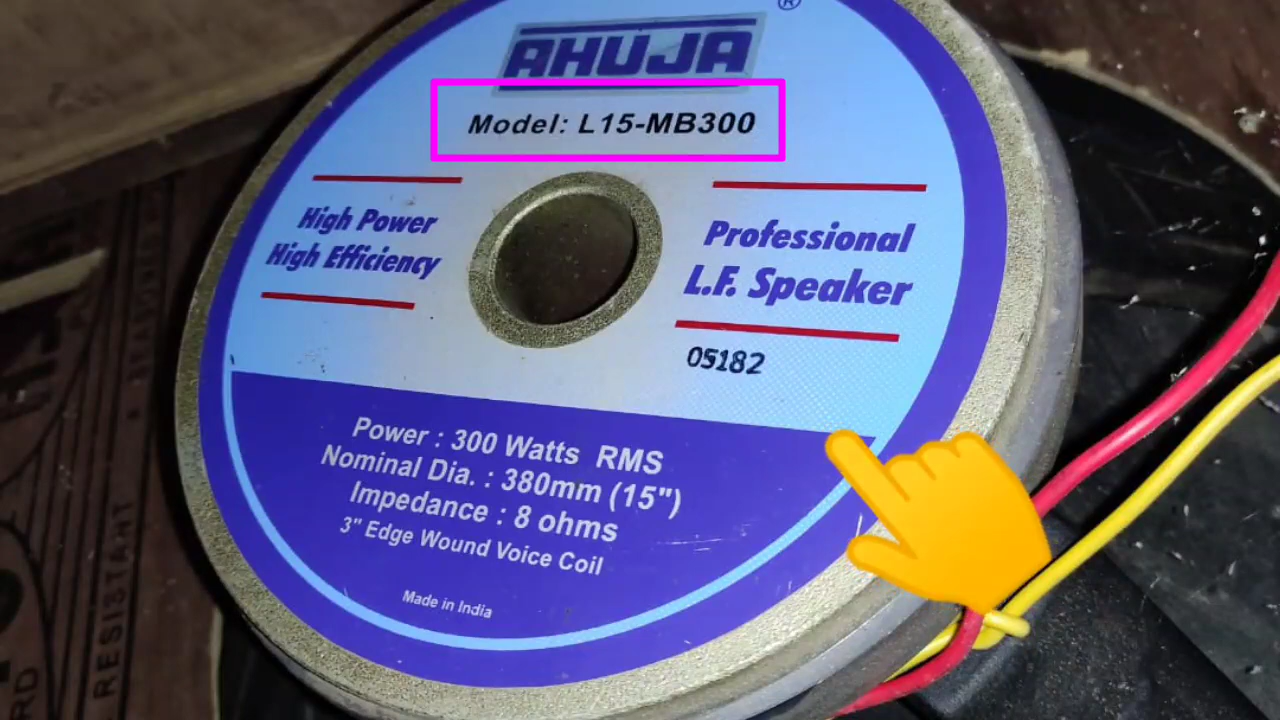 AHUJA ®
Model: L15-MB300
High Power
High Efficiency
Professional
L.F. Speaker
05182
Power : 300 Watts RMS
Nominal Dia. : 380mm (15")
Impedance : 8 ohms
3" Edge Wound Voice Coil
Made in India
RESISTANT